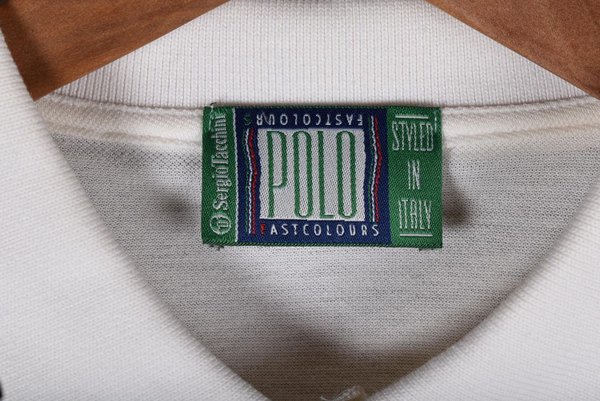 Sergio Tacchini
FASTCOLOURS
POLO
FASTCOLOURS
STYLED
IN
ITALY